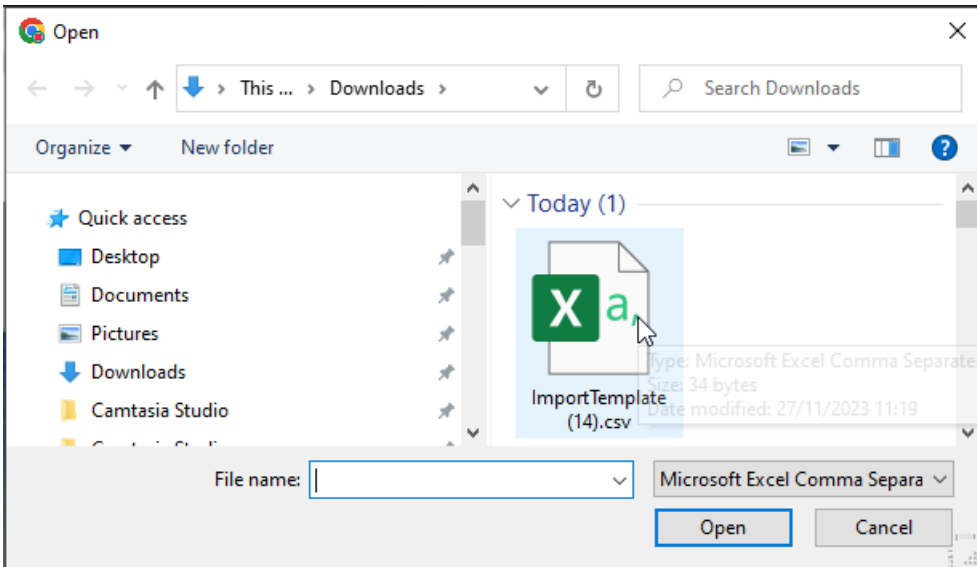 Open
This ... > Downloads >
Search Downloads
Organize
New folder
Quick access
Desktop
Documents
Pictures
Downloads
Camtasia Studio
Today (1)
X a,
ImportTemplate
(14).csv
Type: Microsoft Excel Comma Separate
Size: 34 bytes
Date modified: 27/11/2023 11:19
File name:
Microsoft Excel Comma Separa
Open
Cancel